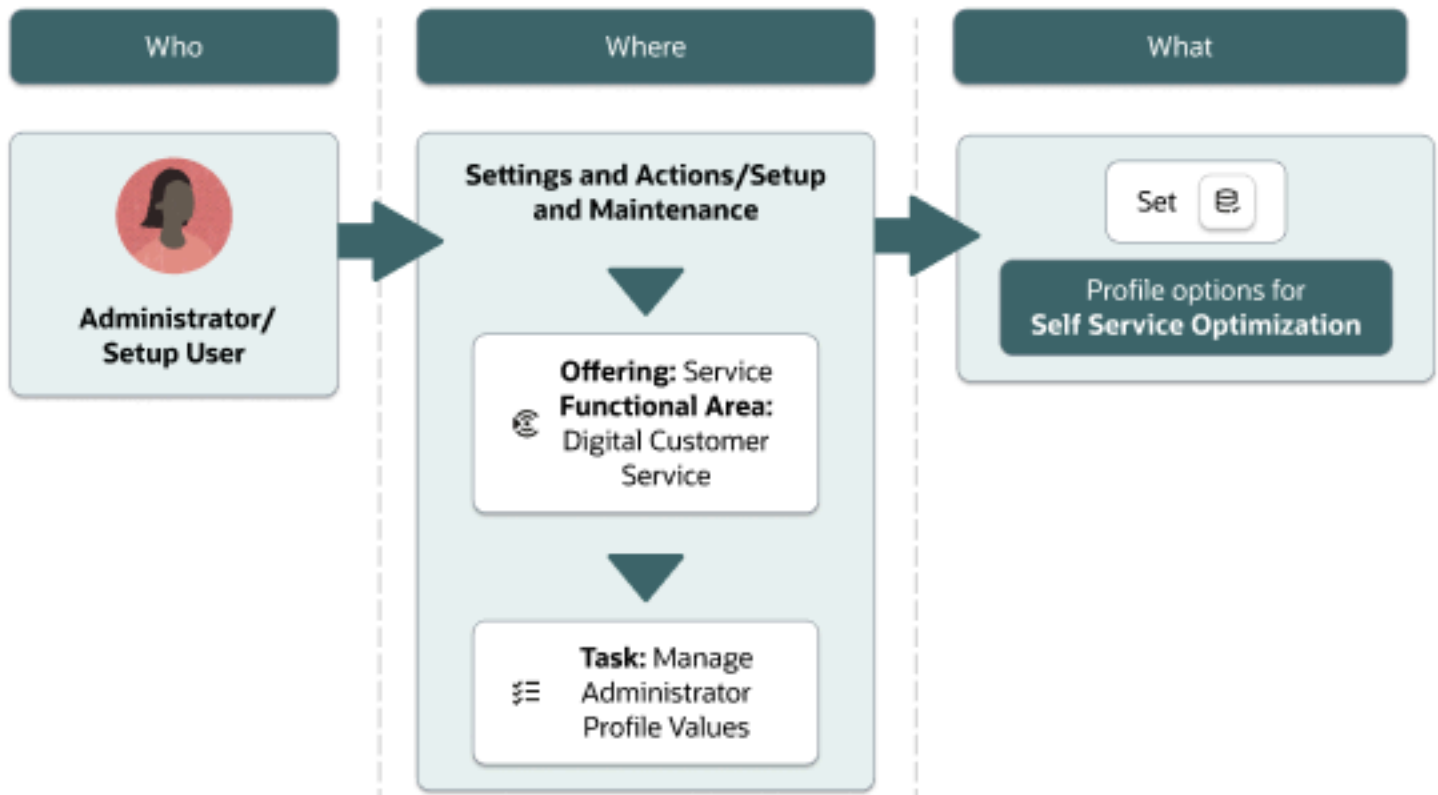 Who
Where
What
Administrator/
Setup User
Settings and Actions/Setup
and Maintenance
Offering: Service
Functional Area:
Digital Customer
Service
Task: Manage
Administrator
Profile Values
Set
Profile options for
Self Service Optimization